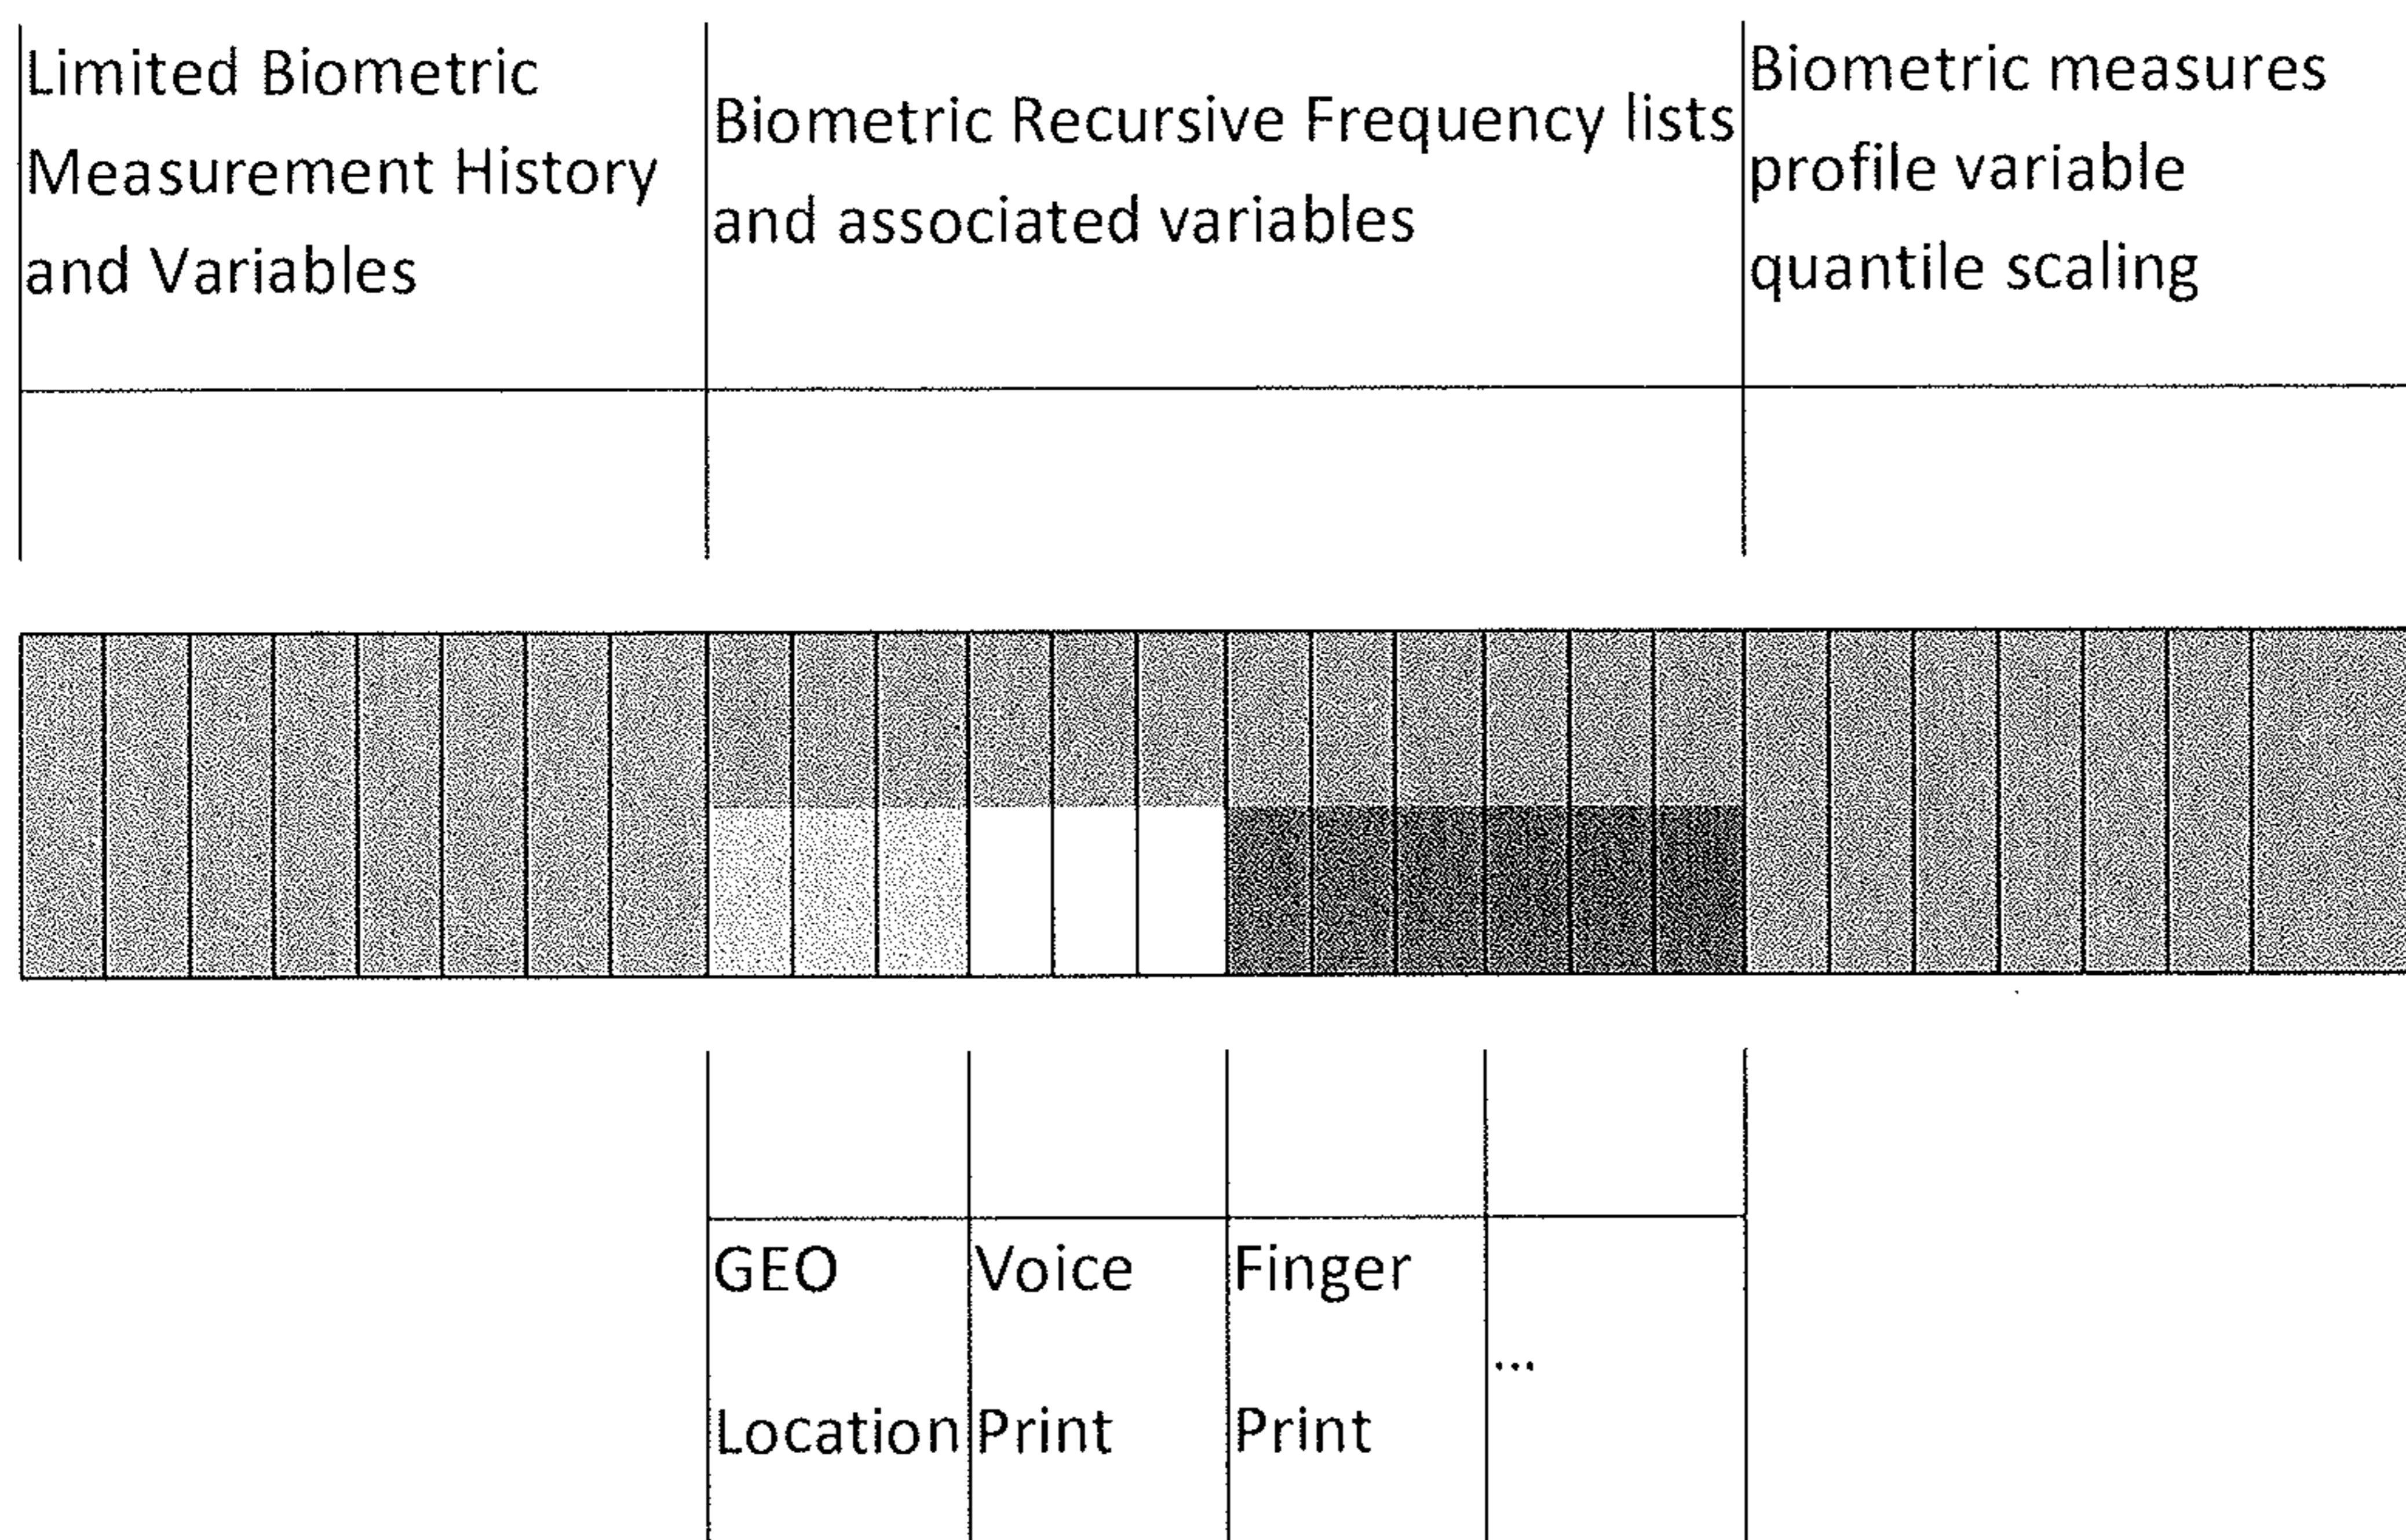 Limited Biometric
Measurement History
and Variables
Biometric Recursive Frequency lists
and associated variables
Biometric measures
profile variable
quantile scaling
GEO
Location
Voice
Print
Finger
Print
...